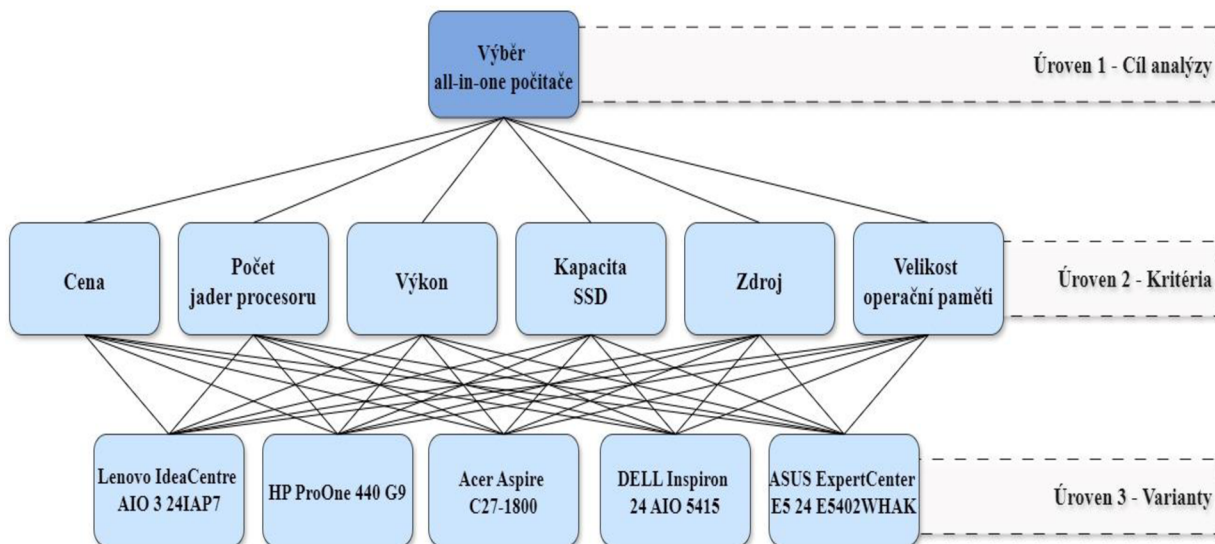 Výběr
all-in-one počitače
Úroven 1 - Cíl analýzy
Cena
Počet
jader procesoru
Výkon
Kapacita
SSD
Zdroj
Velikost
operační paměti
Úroven 2 - Kritéria
Lenovo IdeaCentre
AIO 3 24IAP7
HP ProOne 440 G9
Acer Aspire
C27-1800
DELL Inspiron
24 AIO 5415
ASUS ExpertCenter
E5 24 E5402WHAK
Úroven 3 - Varianty